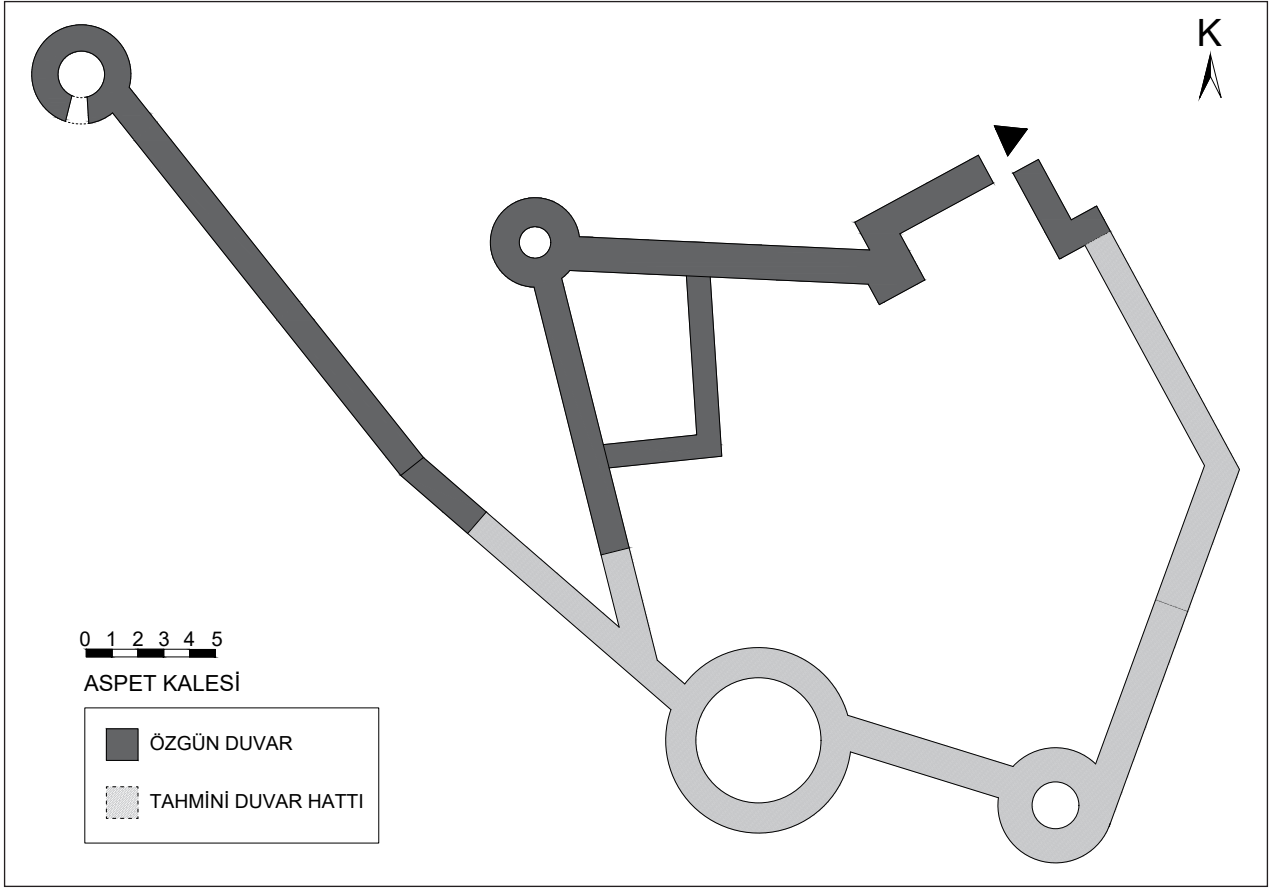 K
0 1 2 3 4 5
ASPET KALESİ
ÖZGÜN DUVAR
TAHMİNİ DUVAR HATTI